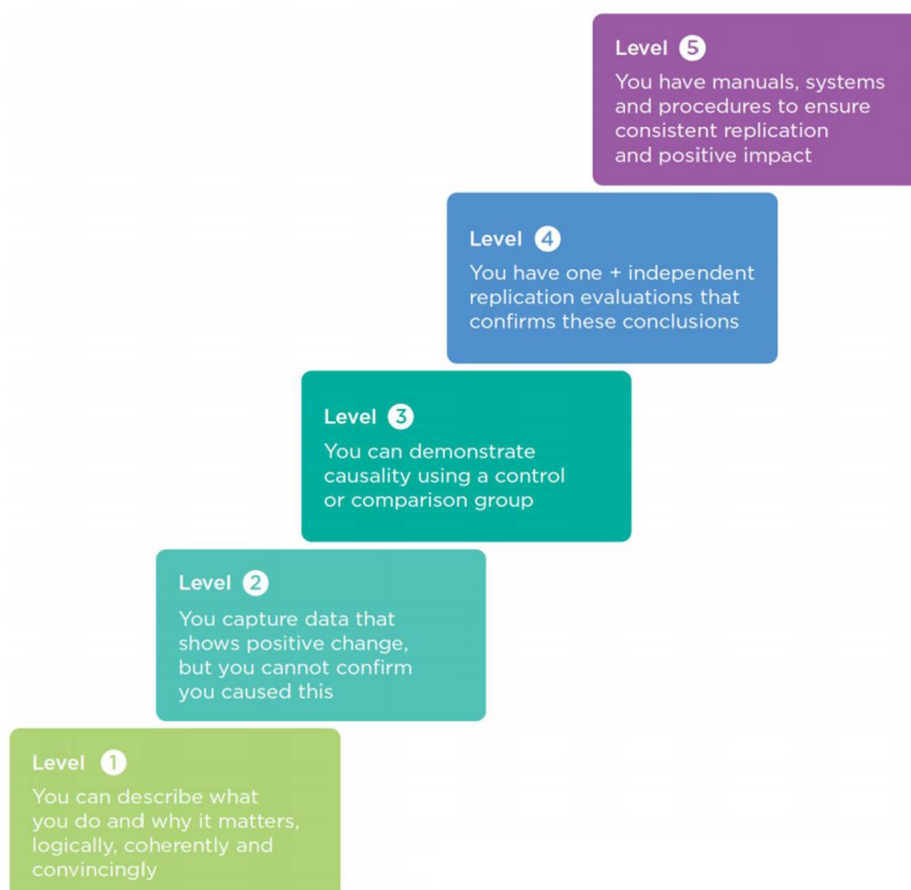 Level 5
You have manuals, systems
and procedures to ensure
consistent replication
and positive impact
Level 4
You have one + independent
replication evaluations that
confirms these conclusions
Level 3
You can demonstrate
causality using a control
or comparison group
Level 2
You capture data that
shows positive change,
but you cannot confirm
you caused this
Level 1
You can describe what
you do and why it matters,
logically, coherently and
convincingly